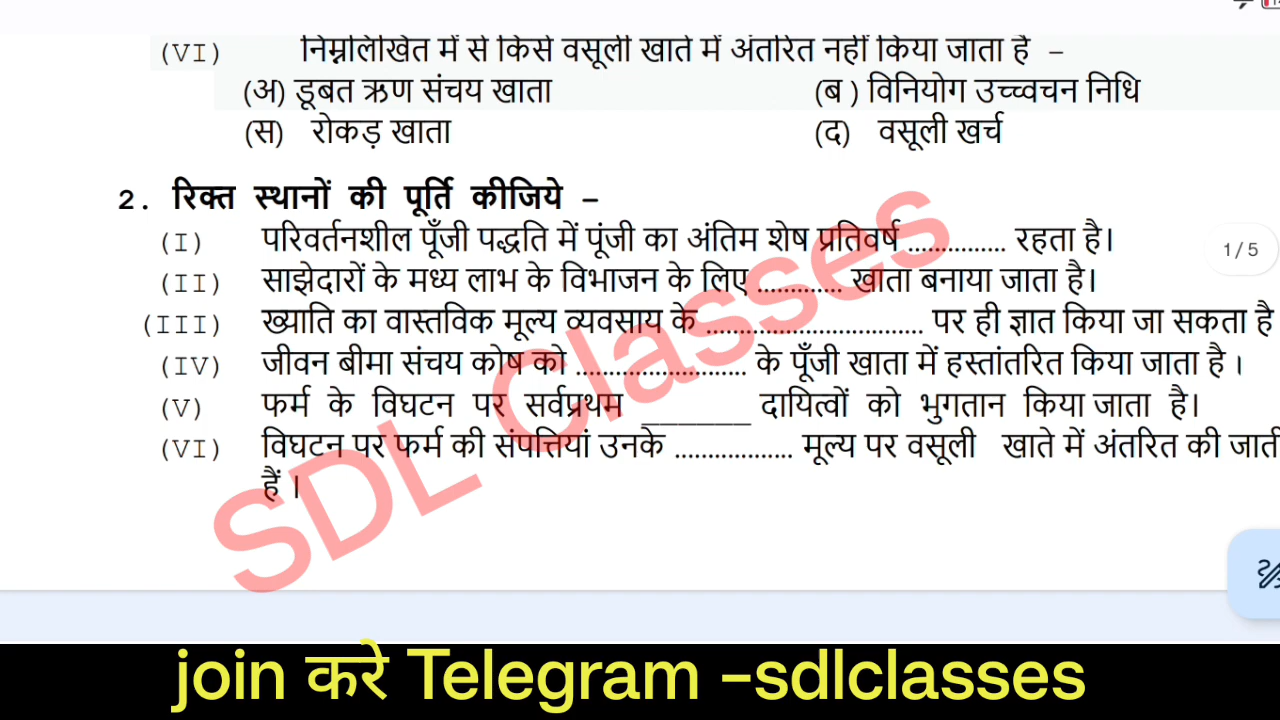 (VI) निम्नलिखित में से किसे वसूली खाते में अंतरित नहीं किया जाता है –
(अ) डूबत ऋण संचय खाता (ब ) विनियोग उच्च्वचन निधि
(स) रोकड़ खाता (द) वसूली खर्च
2. रिक्त स्थानों की पूर्ति कीजिये –
(I) परिवर्तनशील पूँजी पद्धति में पूंजी का अंतिम शेष प्रतिवर्ष .............. रहता है।
(II) साझेदारों के मध्य लाभ के विभाजन के लिए ............. खाता बनाया जाता है।
(III) ख्याति का वास्तविक मूल्य व्यवसाय के ................................. पर ही ज्ञात किया जा सकता है
(IV) जीवन बीमा संचय कोष को ......................... के पूँजी खाता में हस्तांतरित किया जाता है ।
(V) फर्म के विघटन पर सर्वप्रथम ______ दायित्वों को भुगतान किया जाता है।
(VI) विघटन पर फर्म की संपत्तियां उनके .................. मूल्य पर वसूली खाते में अंतरित की जाती
हैं ।
1/5
SDL Classes
join करे Telegram -sdlclasses